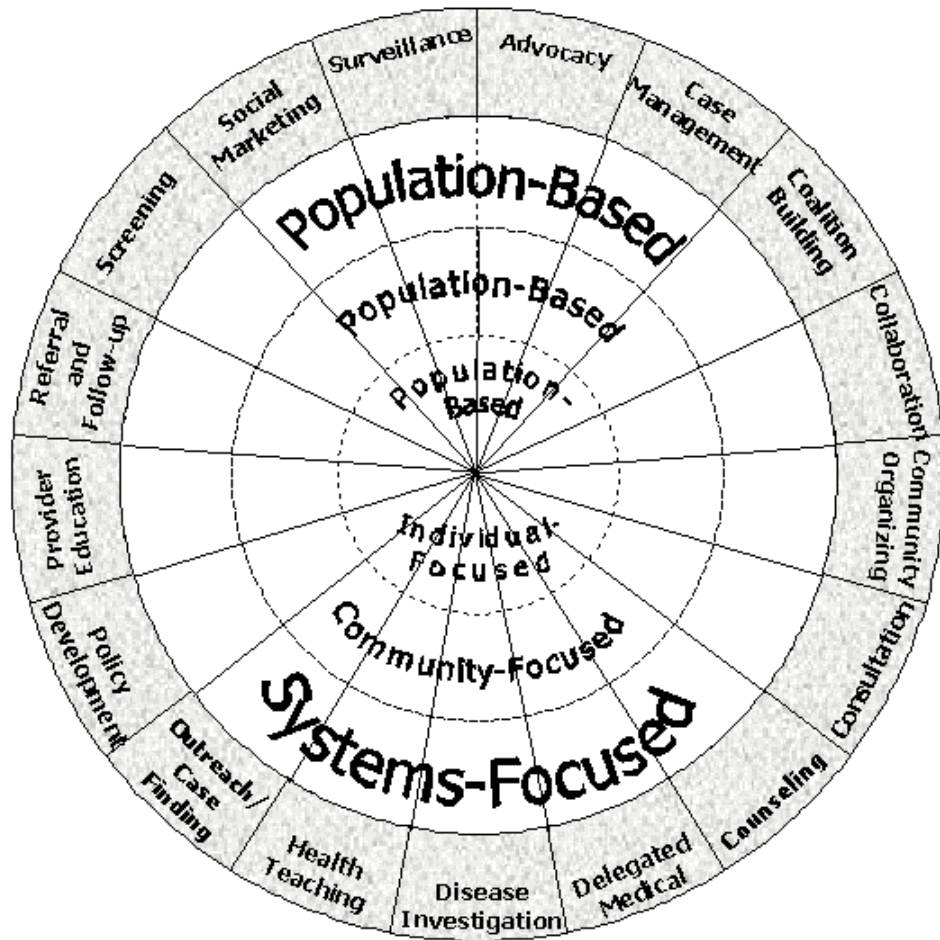 Surveillance
Advocacy
Case
Management
Coalition
Building
Collaboration
Community
Organizing
Consultation
Counseling
Delegated
Medical
Disease
Investigation
Health
Teaching
Outreach/
Case
Finding
Policy
Development
Provider
Education
Referral
and
Follow-up
Screening
Social
Marketing
Population-Based
Population-Based
Population-
Based
Individual-
Focused
Community-Focused
Systems-Focused